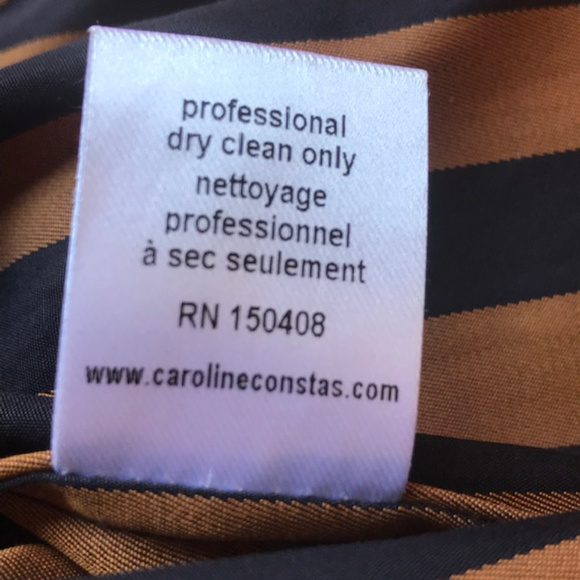 professional
dry clean only
nettoyage
professionnel
à sec seulement
RN 150408
www.carolineconstas.com